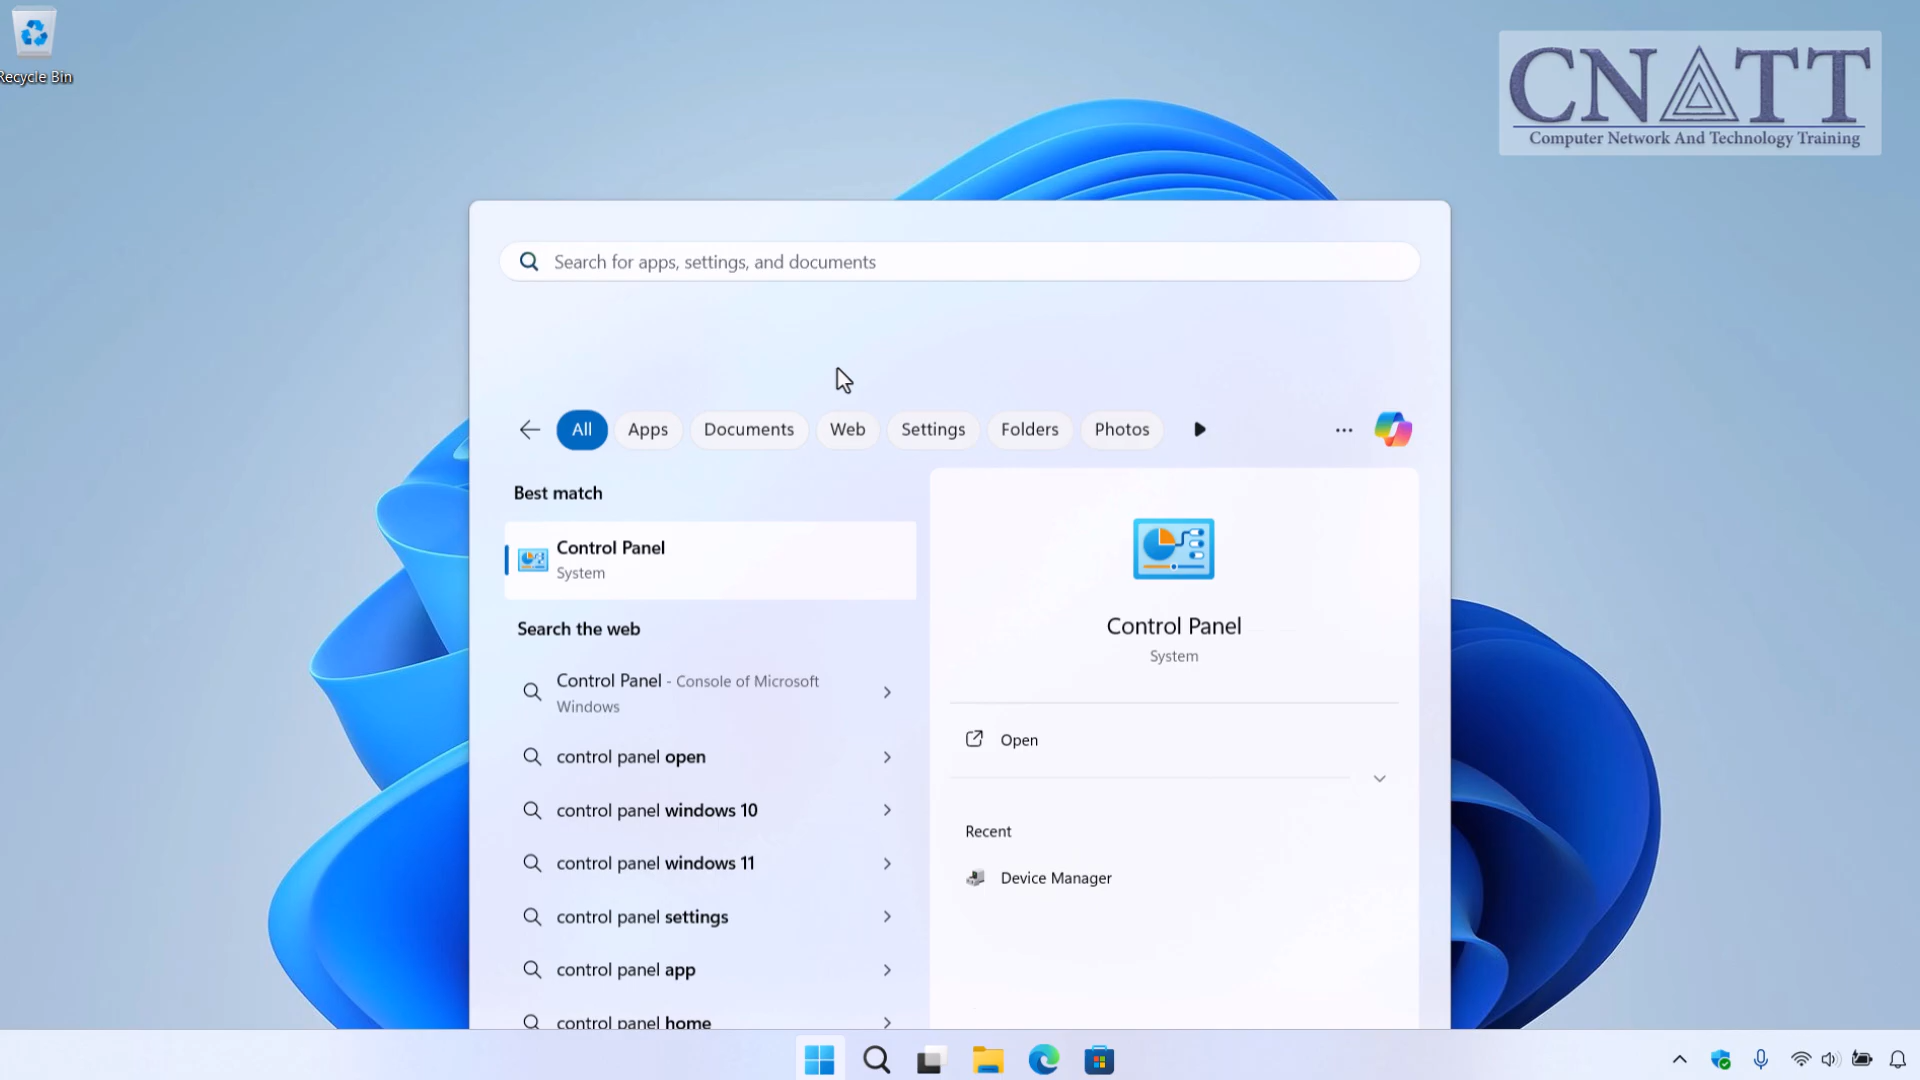 Recycle Bin
CNATT
Computer Network And Technology Training
Search for apps, settings, and documents
All
Apps
Documents
Web
Settings
Folders
Photos
Best match
Control Panel
System
Search the web
Control Panel - Console of Microsoft
Windows
control panel open
control panel windows 10
control panel windows 11
control panel settings
control panel app
control panel home
Control Panel
System
Open
Recent
Device Manager